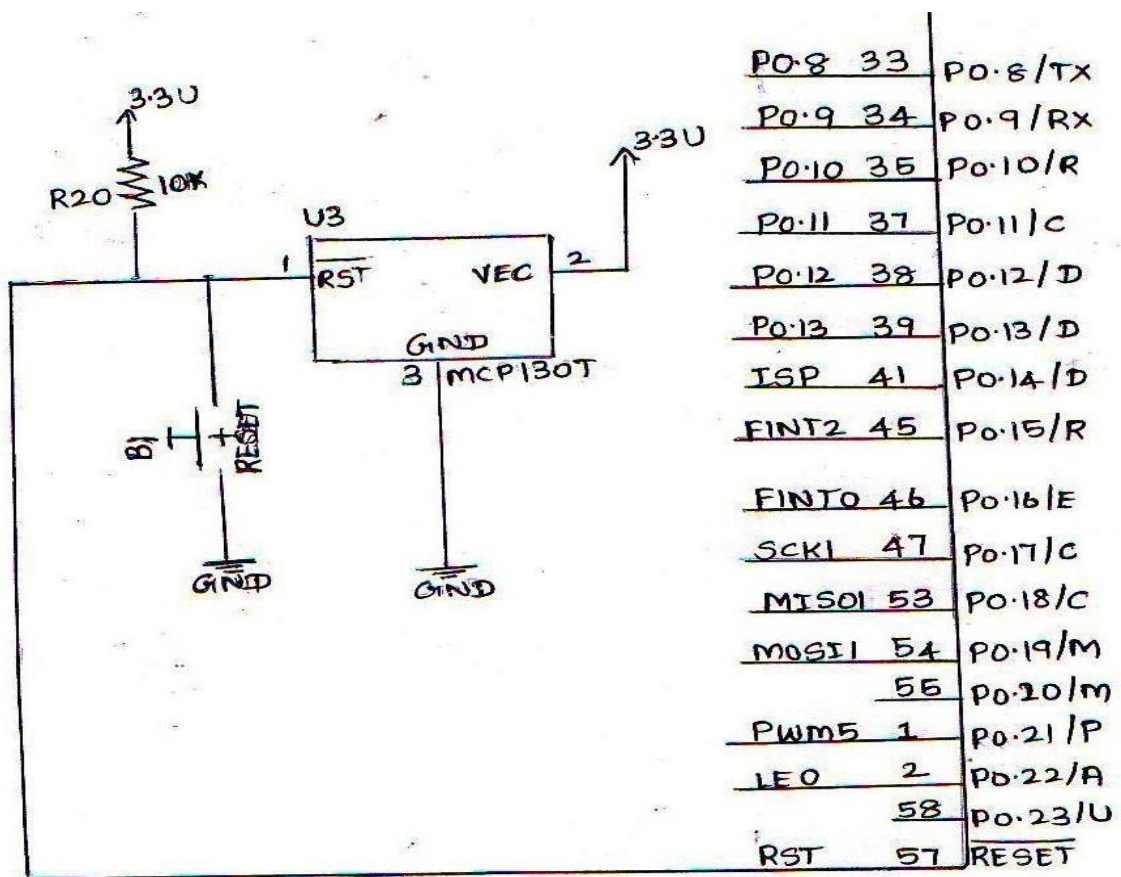 3.3U
R20 10K
U3
1 RST VEC 2
GND
3 MCP130T
3.3U
B1 RESET
GND
GND
P0.8 33 P0.8/TX
P0.9 34 P0.9/RX
P0.10 35 P0.10/R
P0.11 37 P0.11/C
P0.12 38 P0.12/D
P0.13 39 P0.13/D
ISP 41 P0.14/D
FINT2 45 P0.15/R
FINT0 46 P0.16/E
SCK1 47 P0.17/C
MISO1 53 P0.18/C
MOSI1 54 P0.19/M
55 P0.20/M
PWM5 1 P0.21/P
LEO 2 P0.22/A
58 P0.23/U
RST 57 RESET